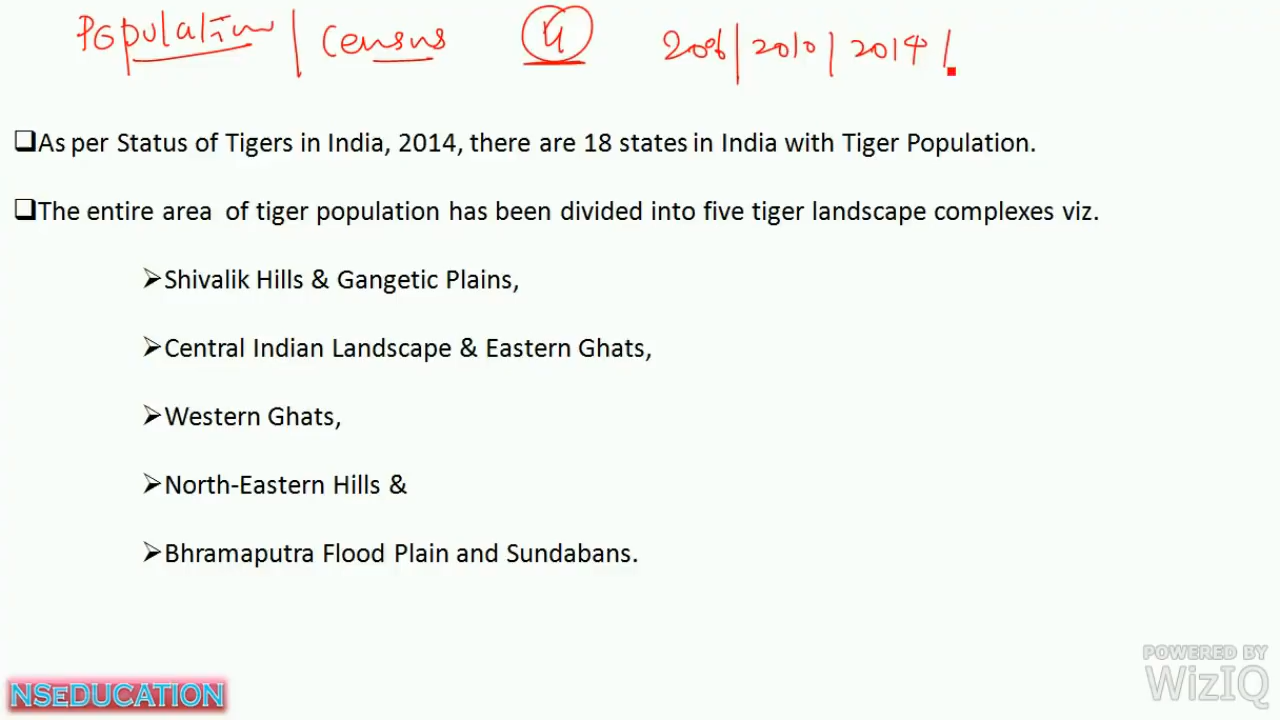 Population | Census 4 2006 | 2010 | 2014 |
As per Status of Tigers in India, 2014, there are 18 states in India with Tiger Population.
The entire area of tiger population has been divided into five tiger landscape complexes viz.
Shivalik Hills & Gangetic Plains,
Central Indian Landscape & Eastern Ghats,
Western Ghats,
North-Eastern Hills &
Bhramaputra Flood Plain and Sundabans.
POWERED BY
WizIQ
NSEDUCATION